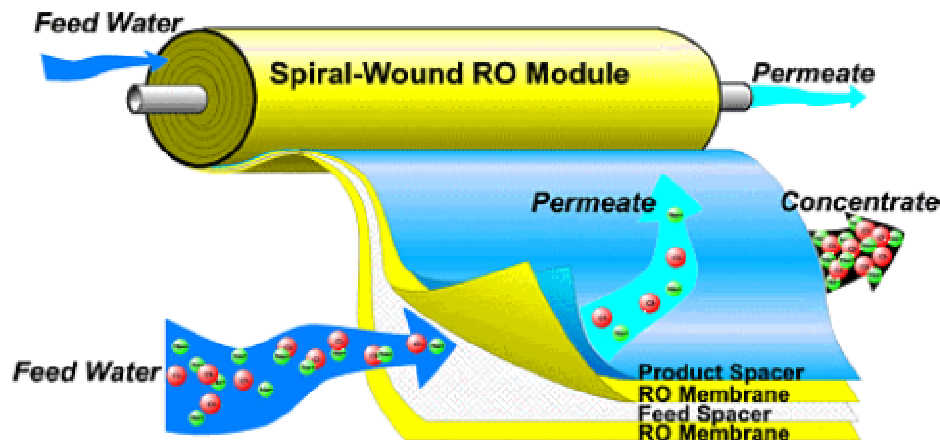 Feed Water
Spiral-Wound RO Module
Permeate
Permeate
Concentrate
Feed Water
Product Spacer
RO Membrane
Feed Spacer
RO Membrane